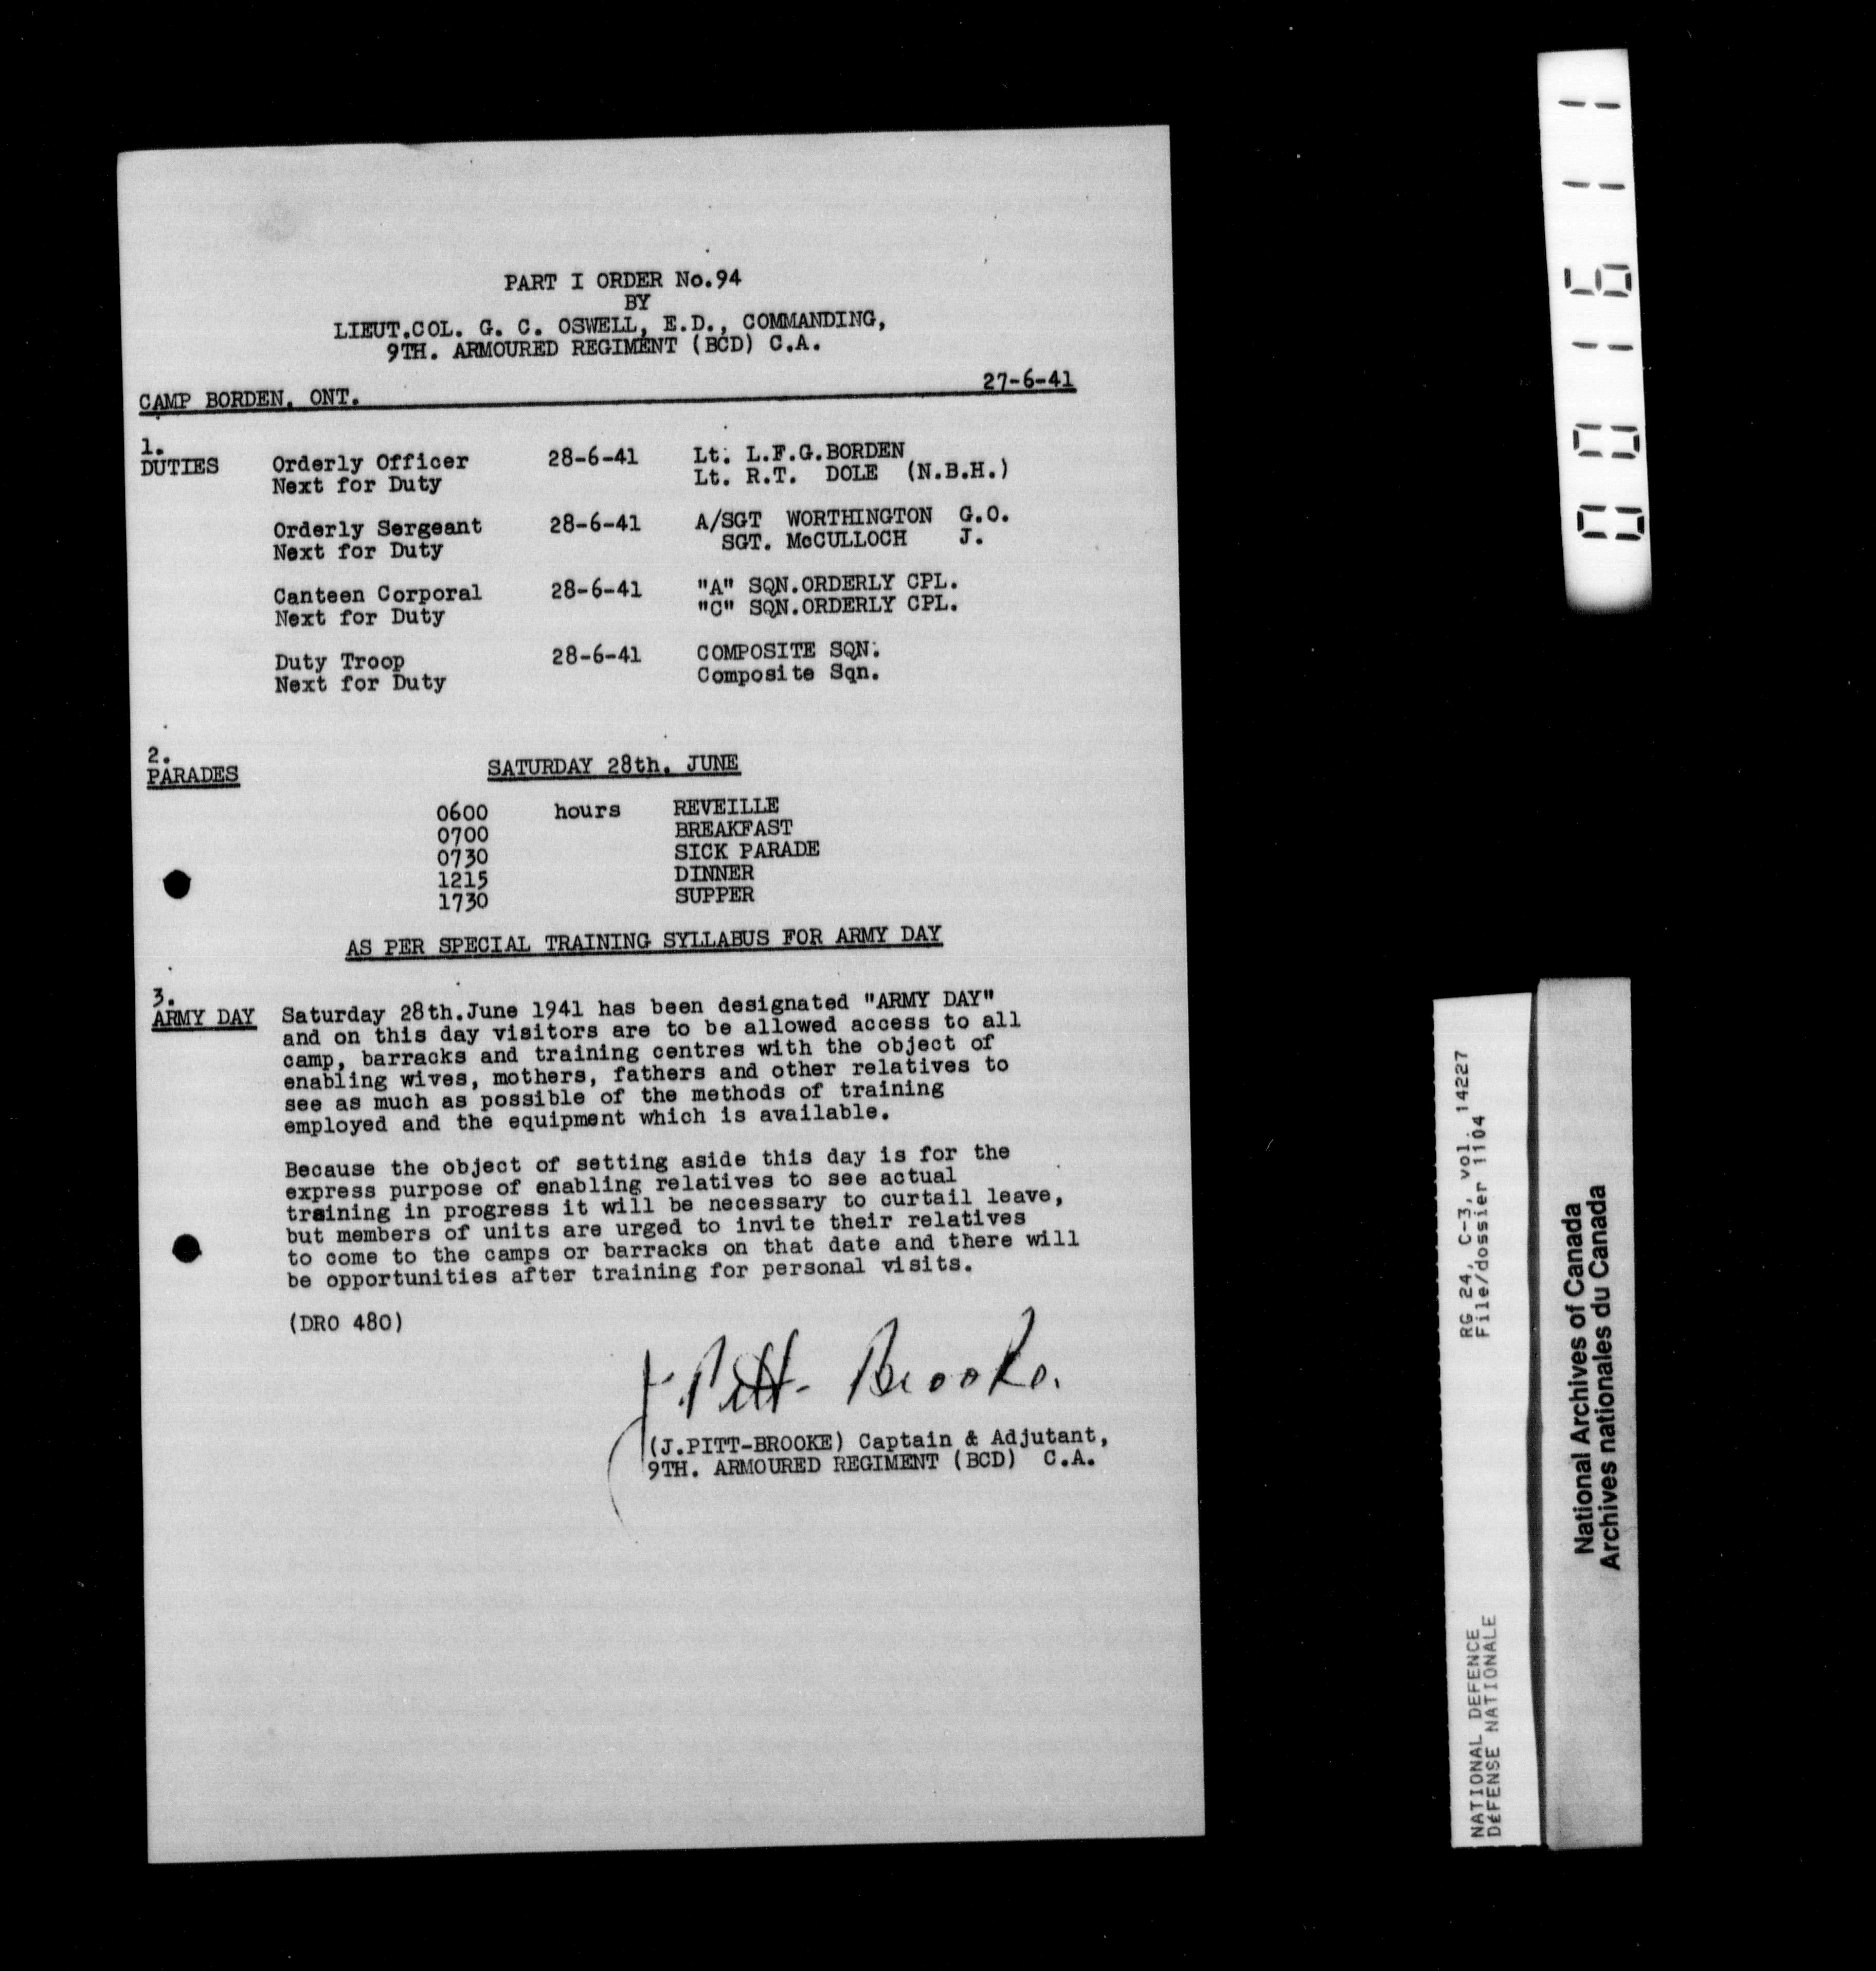 PART I ORDER No.94
BY
LIEUT.COL. G. C. OSWELL, E.D., COMMANDING,
9TH. ARMOURED REGIMENT (BCD) C.A.
27-6-41
CAMP BORDEN. ONT.
1.
DUTIES Orderly Officer 28-6-41 Lt. L.F.G.BORDEN
Next for Duty Lt. R.T. DOLE (N.B.H.)
Orderly Sergeant 28-6-41 A/SGT WORTHINGTON G.O.
Next for Duty SGT. McCULLOCH J.
Canteen Corporal 28-6-41 "A" SQN.ORDERLY CPL.
Next for Duty "C" SQN.ORDERLY CPL.
Duty Troop 28-6-41 COMPOSITE SQN.
Next for Duty Composite Sqn.
2.
PARADES SATURDAY 28th. JUNE
0600 hours REVEILLE
0700 BREAKFAST
0730 SICK PARADE
1215 DINNER
1730 SUPPER
AS PER SPECIAL TRAINING SYLLABUS FOR ARMY DAY
3.
ARMY DAY Saturday 28th.June 1941 has been designated "ARMY DAY"
and on this day visitors are to be allowed access to all
camp, barracks and training centres with the object of
enabling wives, mothers, fathers and other relatives to
see as much as possible of the methods of training
employed and the equipment which is available.
Because the object of setting aside this day is for the
express purpose of enabling relatives to see actual
training in progress it will be necessary to curtail leave,
but members of units are urged to invite their relatives
to come to the camps or barracks on that date and there will
be opportunities after training for personal visits.
(DRO 480)
J. Pitt-Brooke.
(J.PITT-BROOKE) Captain & Adjutant,
9TH. ARMOURED REGIMENT (BCD) C.A.
RG 24, C-3, vol. 14227
File/dossier 1104
NATIONAL DEFENCE
DéFENSE NATIONALE
National Archives of Canada
Archives nationales du Canada